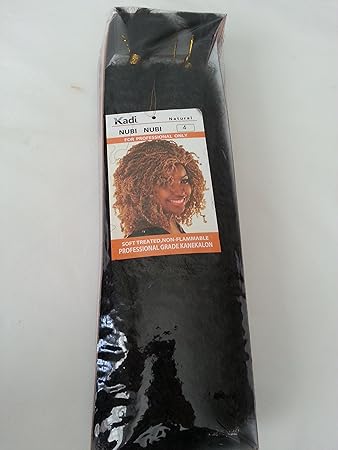 Kadi
Natural
NUBI NUBI 4
FOR PROFESSIONAL ONLY
SOFT TREATED,NON-FLAMMABLE
PROFESSIONAL GRADE KANEKALON